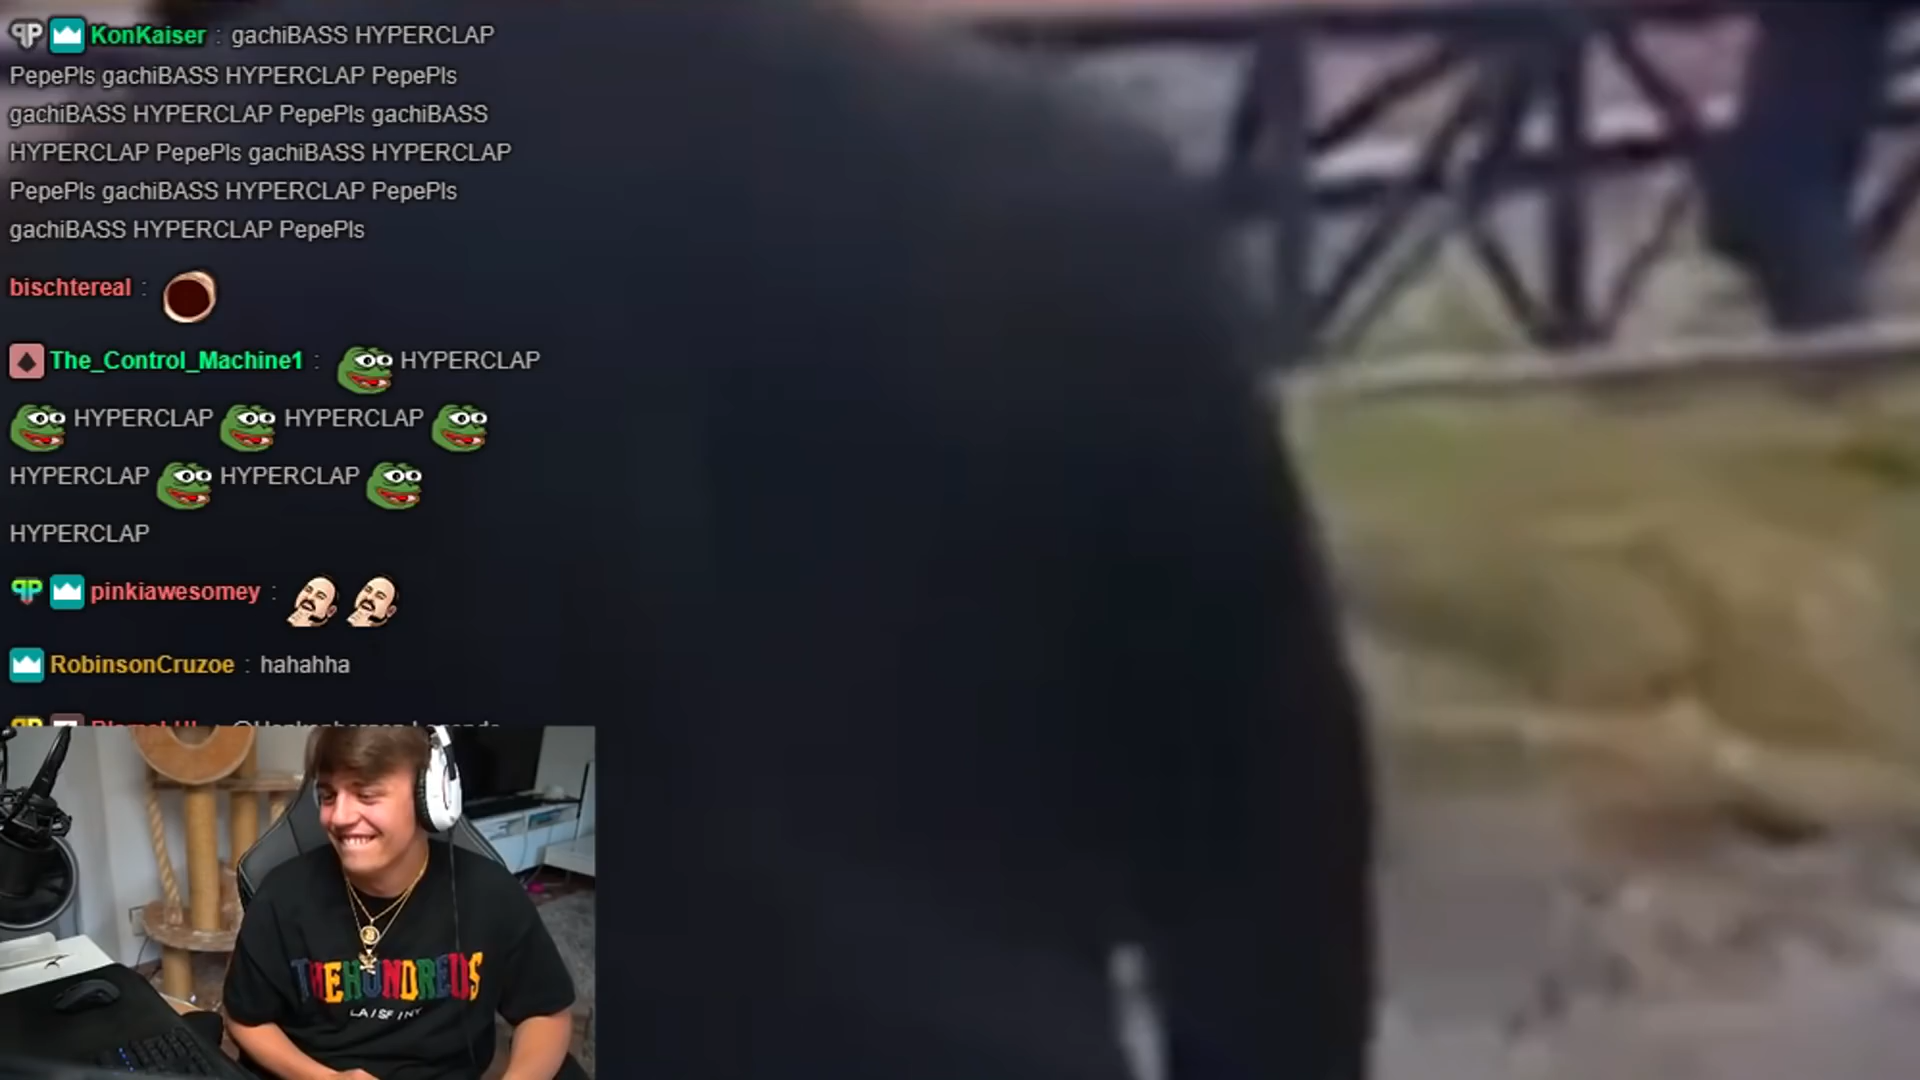 KonKaiser : gachiBASS HYPERCLAP
PepePls gachiBASS HYPERCLAP PepePls
gachiBASS HYPERCLAP PepePls gachiBASS
HYPERCLAP PepePls gachiBASS HYPERCLAP
PepePls gachiBASS HYPERCLAP PepePls
gachiBASS HYPERCLAP PepePls
bischtereal :
The_Control_Machine1 : HYPERCLAP
HYPERCLAP HYPERCLAP
HYPERCLAP HYPERCLAP
HYPERCLAP
pinkiawesomey :
RobinsonCruzoe : hahahha
THEHUNDREDS